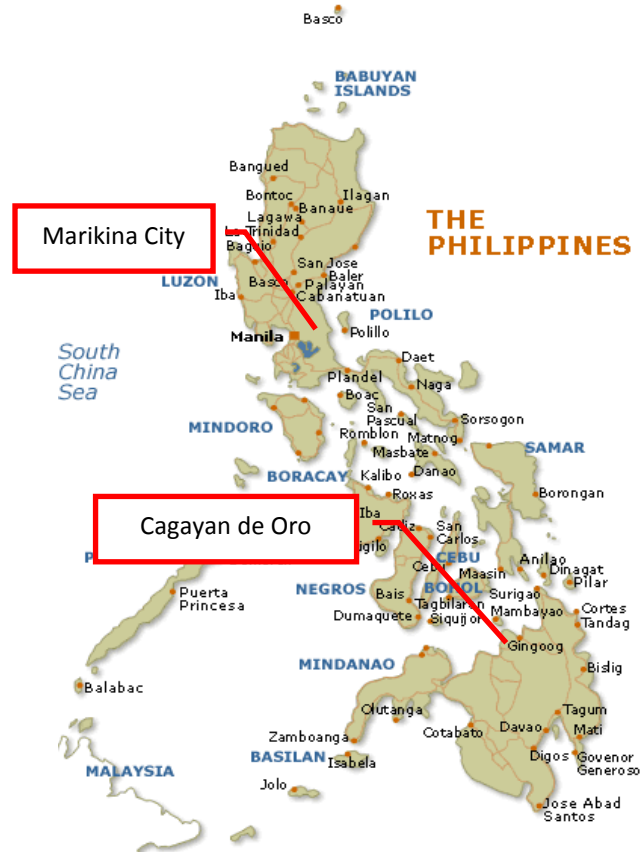 Basco
BABUYAN
ISLANDS
Bangued
Bontoc
Ilagan
Banaue
Lagawa
Marikina City
La Trinidad
Baguio
THE
PHILIPPINES
San Jose
Baler
LUZON
Basco
Palayan
Iba
Cabanatuan
POLILO
Manila
Polillo
South
China
Sea
Daet
Plandel
Naga
Boac
San
Pascual
Sorsogon
MINDORO
Romblon
Matnog
Masbate
SAMAR
BORACAY
Kalibo
Danao
Roxas
Borongan
Iba
Cagayan de Oro
Cadiz
San
Carlos
CEBU
Cebu
Maasin
Anilao
Dinagat
Pilar
NEGROS
BOHOL
Surigao
Puerta
Princesa
Bais
Tagbilaran
Mambayao
Cortes
Dumaquete
Siquijor
Tandag
Gingoog
MINDANAO
Bislig
Balabac
Olutanga
Tagum
Cotabato
Davao
Mati
Zamboanga
BASILAN
Isabela
Digos
Govenor
Generoso
MALAYSIA
Jolo
Jose Abad
Santos